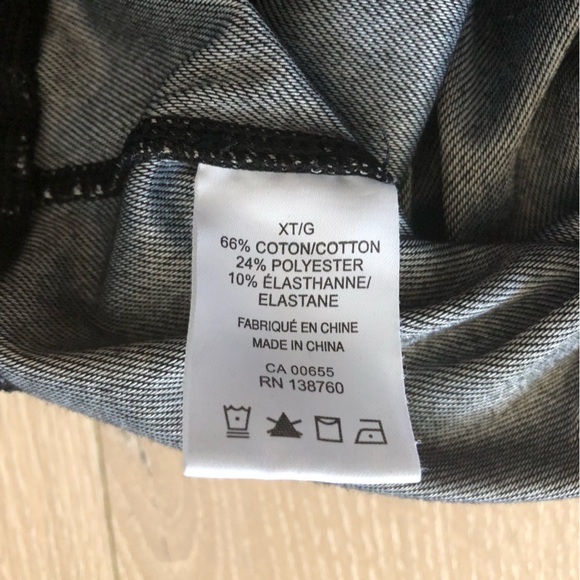 XT/G
66% COTON/COTTON
24% POLYESTER
10% ÉLASTHANNE/
ELASTANE
FABRIQUÉ EN CHINE
MADE IN CHINA
CA 00655
RN 138760